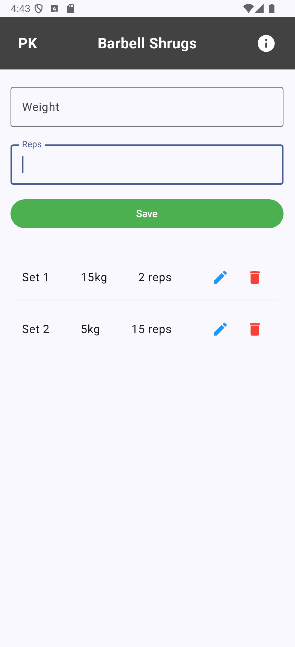 4:43
PK Barbell Shrugs
Weight
Reps
Save
Set 1 15kg 2 reps
Set 2 5kg 15 reps